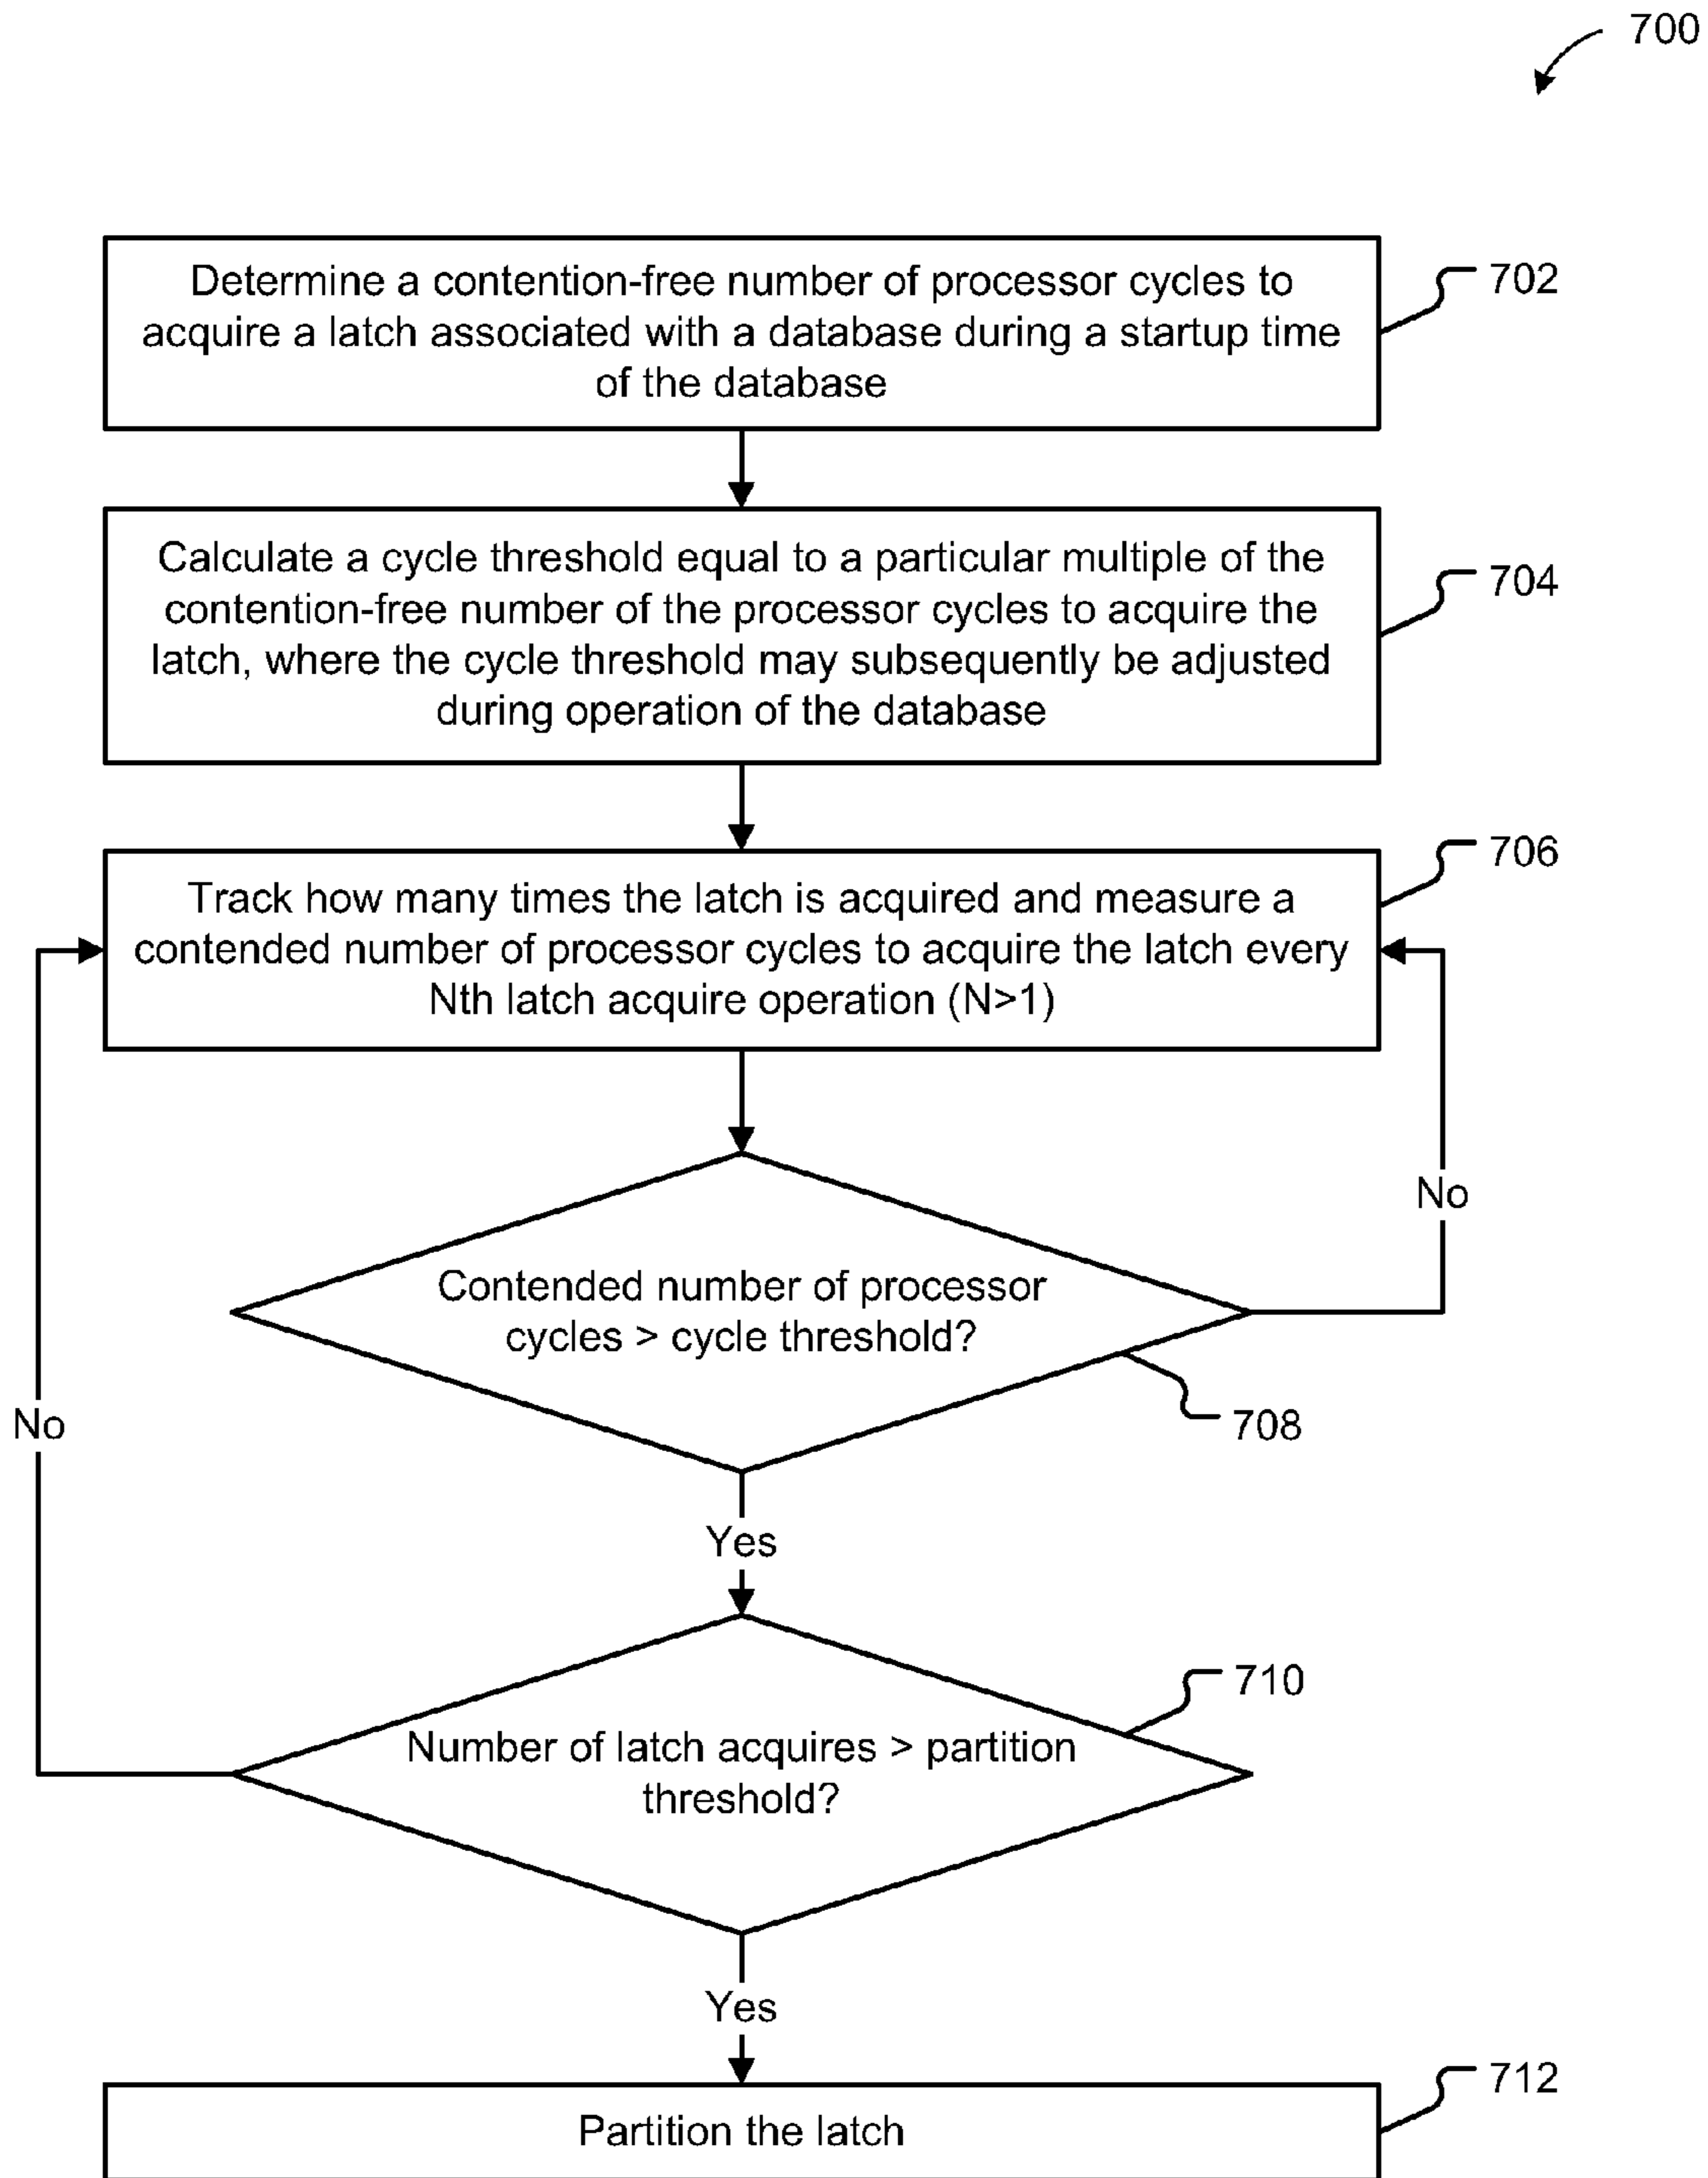 700
Determine a contention-free number of processor cycles to
acquire a latch associated with a database during a startup time
of the database
702
Calculate a cycle threshold equal to a particular multiple of the
contention-free number of the processor cycles to acquire the
latch, where the cycle threshold may subsequently be adjusted
during operation of the database
704
706
Track how many times the latch is acquired and measure a
contended number of processor cycles to acquire the latch every
Nth latch acquire operation (N>1)
No
Contended number of processor
cycles > cycle threshold?
708
No
Yes
710
Number of latch acquires > partition
threshold?
Yes
712
Partition the latch